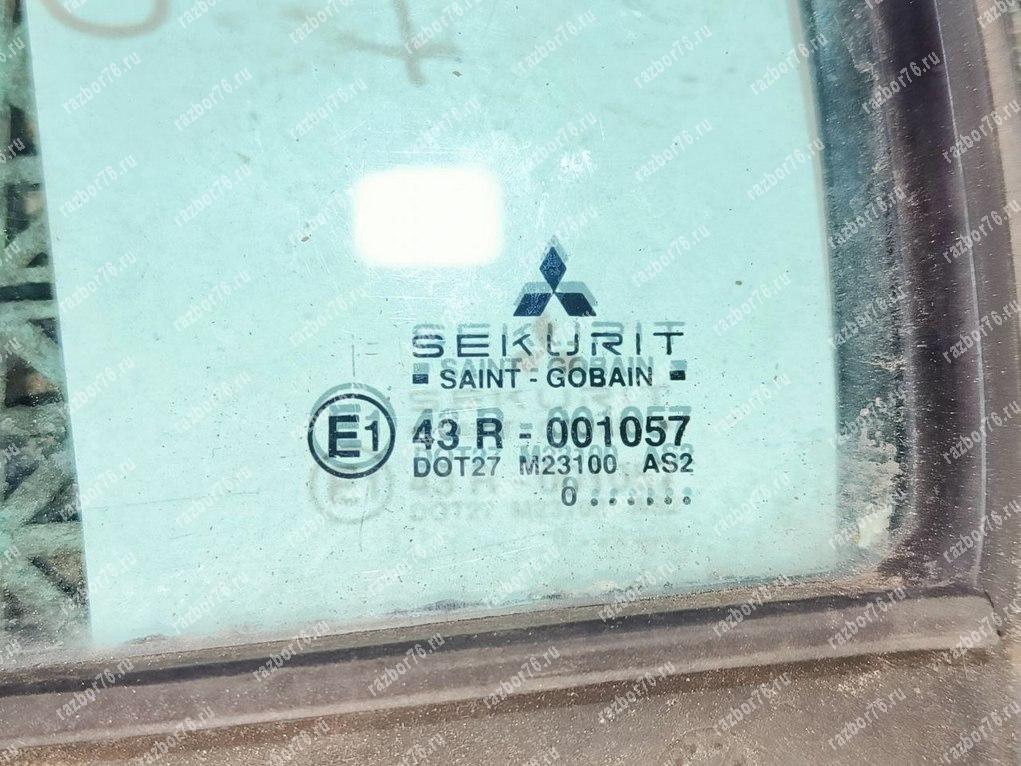 SEKURIT
SAINT - GOBAIN
E1 43 R - 001057
DOT27 M23100 AS2
0......
razbor76.ru